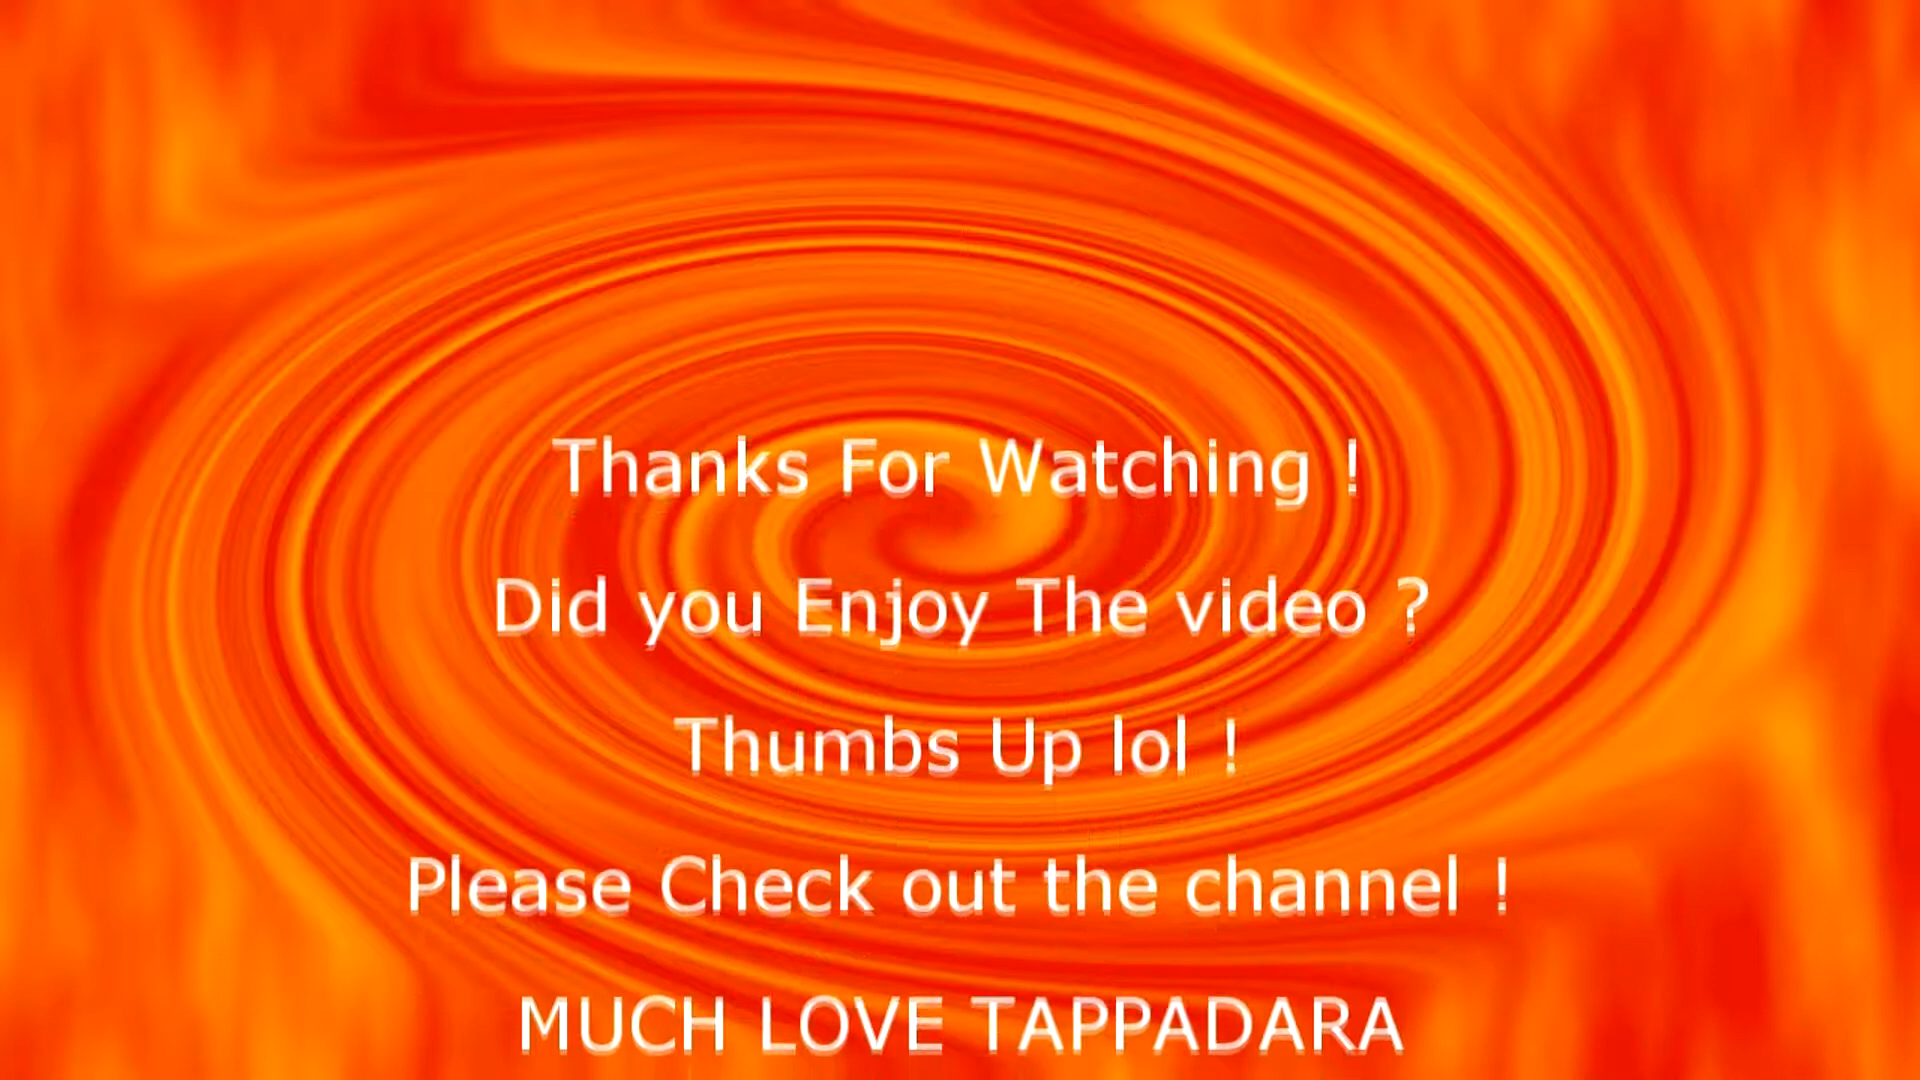 Thanks For Watching !
Did you Enjoy The video ?
Thumbs Up lol !
Please Check out the channel !
MUCH LOVE TAPPADARA